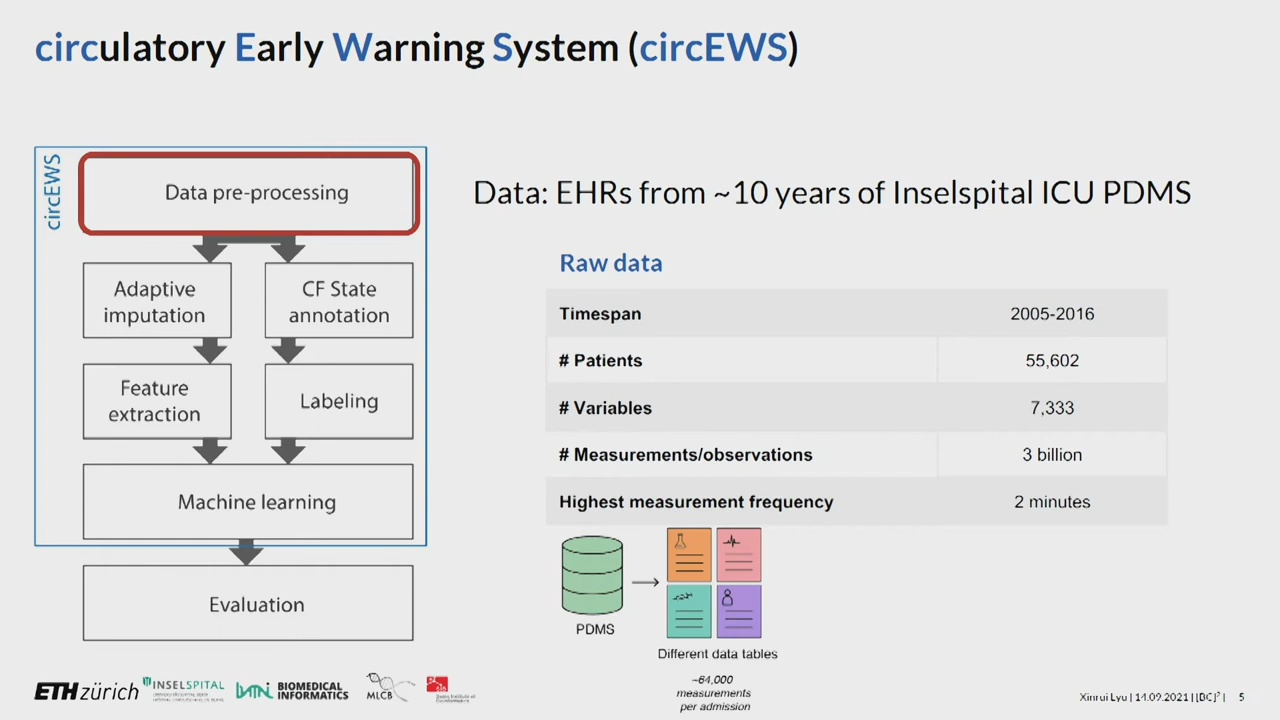 circulatory Early Warning System (circEWS)
circEWS
Data pre-processing
Adaptive
imputation
CF State
annotation
Feature
extraction
Labeling
Machine learning
Evaluation
Data: EHRs from ~10 years of Inselspital ICU PDMS
Raw data
Timespan 2005-2016
# Patients 55,602
# Variables 7,333
# Measurements/observations 3 billion
Highest measurement frequency 2 minutes
PDMS
Different data tables
~64,000
measurements
per admission
ETH zürich
INSELSPITAL
BIOMEDICAL
INFORMATICS
MLCB
Xinrui Lyu | 14.09.2021 | [BC]² | 5